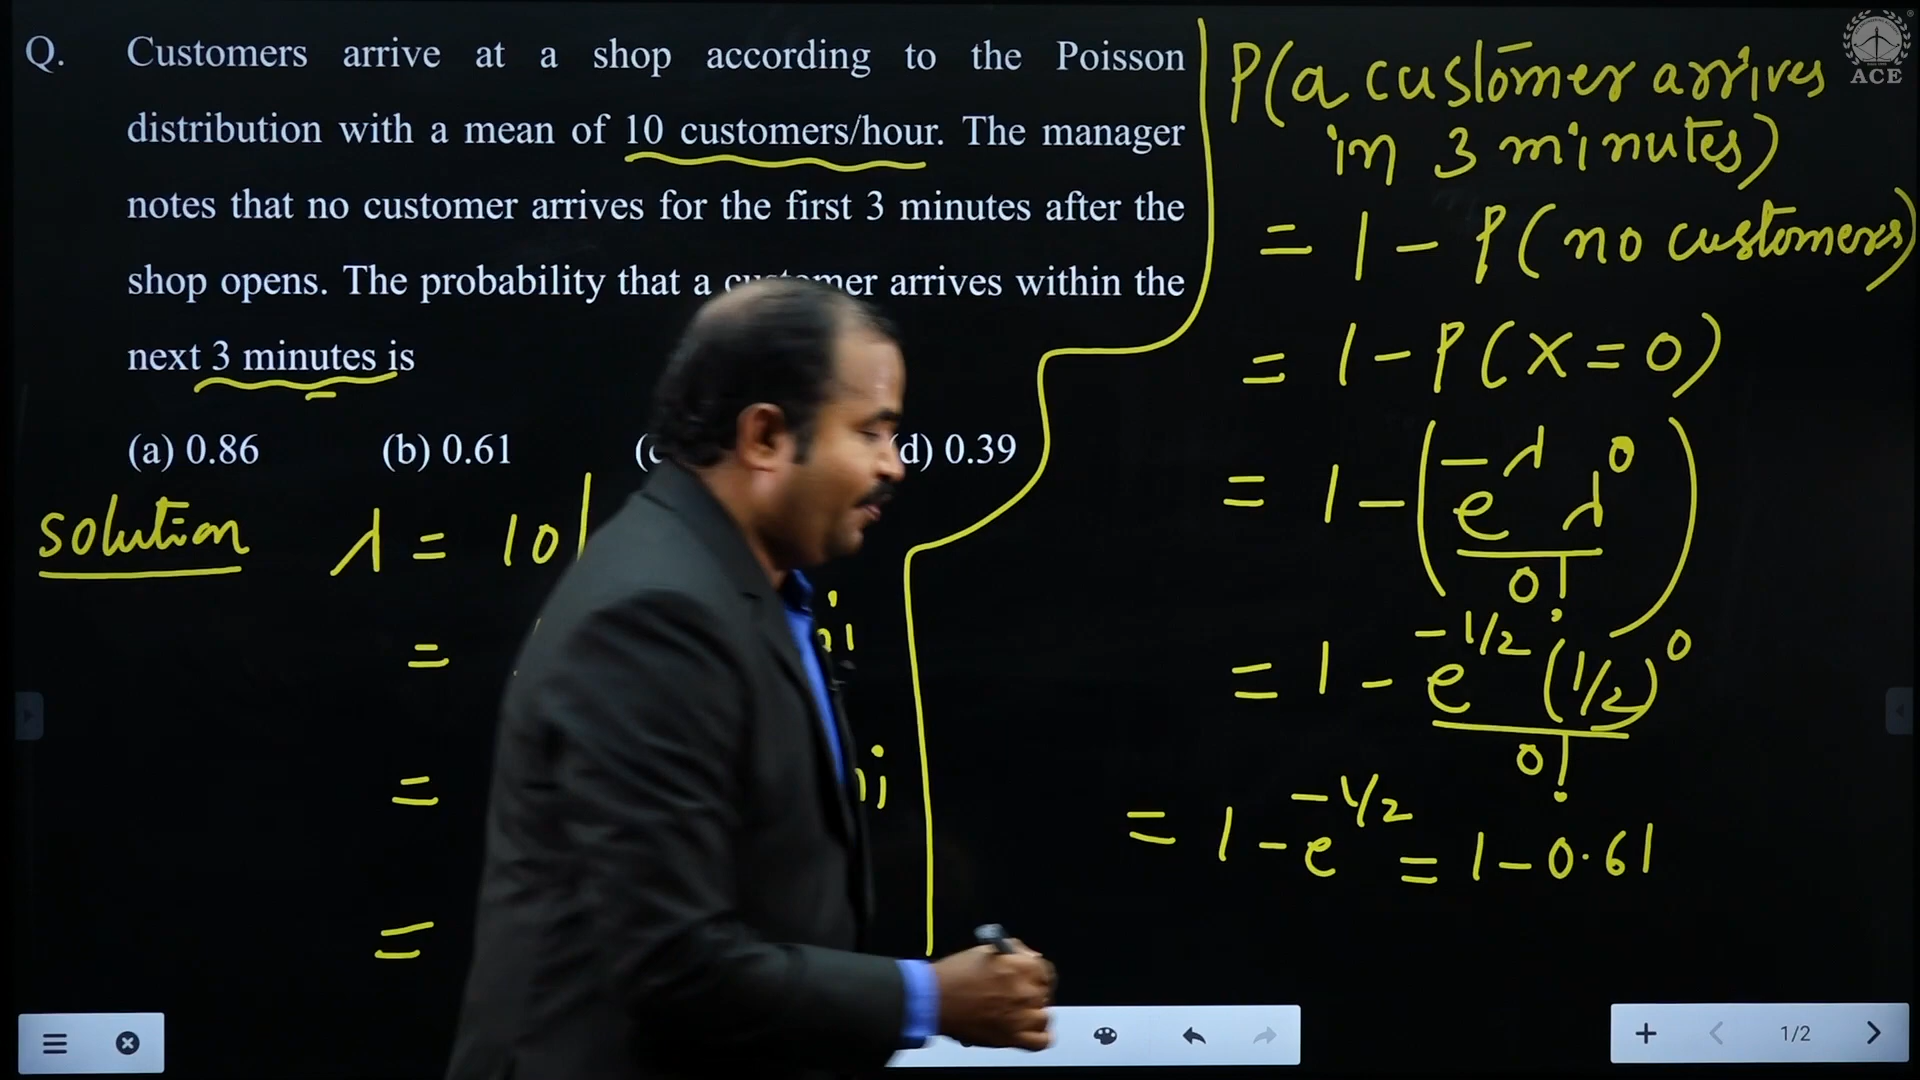 Q. Customers arrive at a shop according to the Poisson
distribution with a mean of 10 customers/hour. The manager
notes that no customer arrives for the first 3 minutes after the
shop opens. The probability that a customer arrives within the
next 3 minutes is
(a) 0.86 (b) 0.61 d) 0.39
solution λ = 10
=
=
=
P(a customer arrives
in 3 minutes)
= 1 - P(no customers)
= 1 - P(X = 0)
= 1 - (e^-λ λ^0 / 0!)
= 1 - e^-1/2 (1/2)^0 / 0!
= 1 - e^-1/2 = 1 - 0.61
ACE
1/2